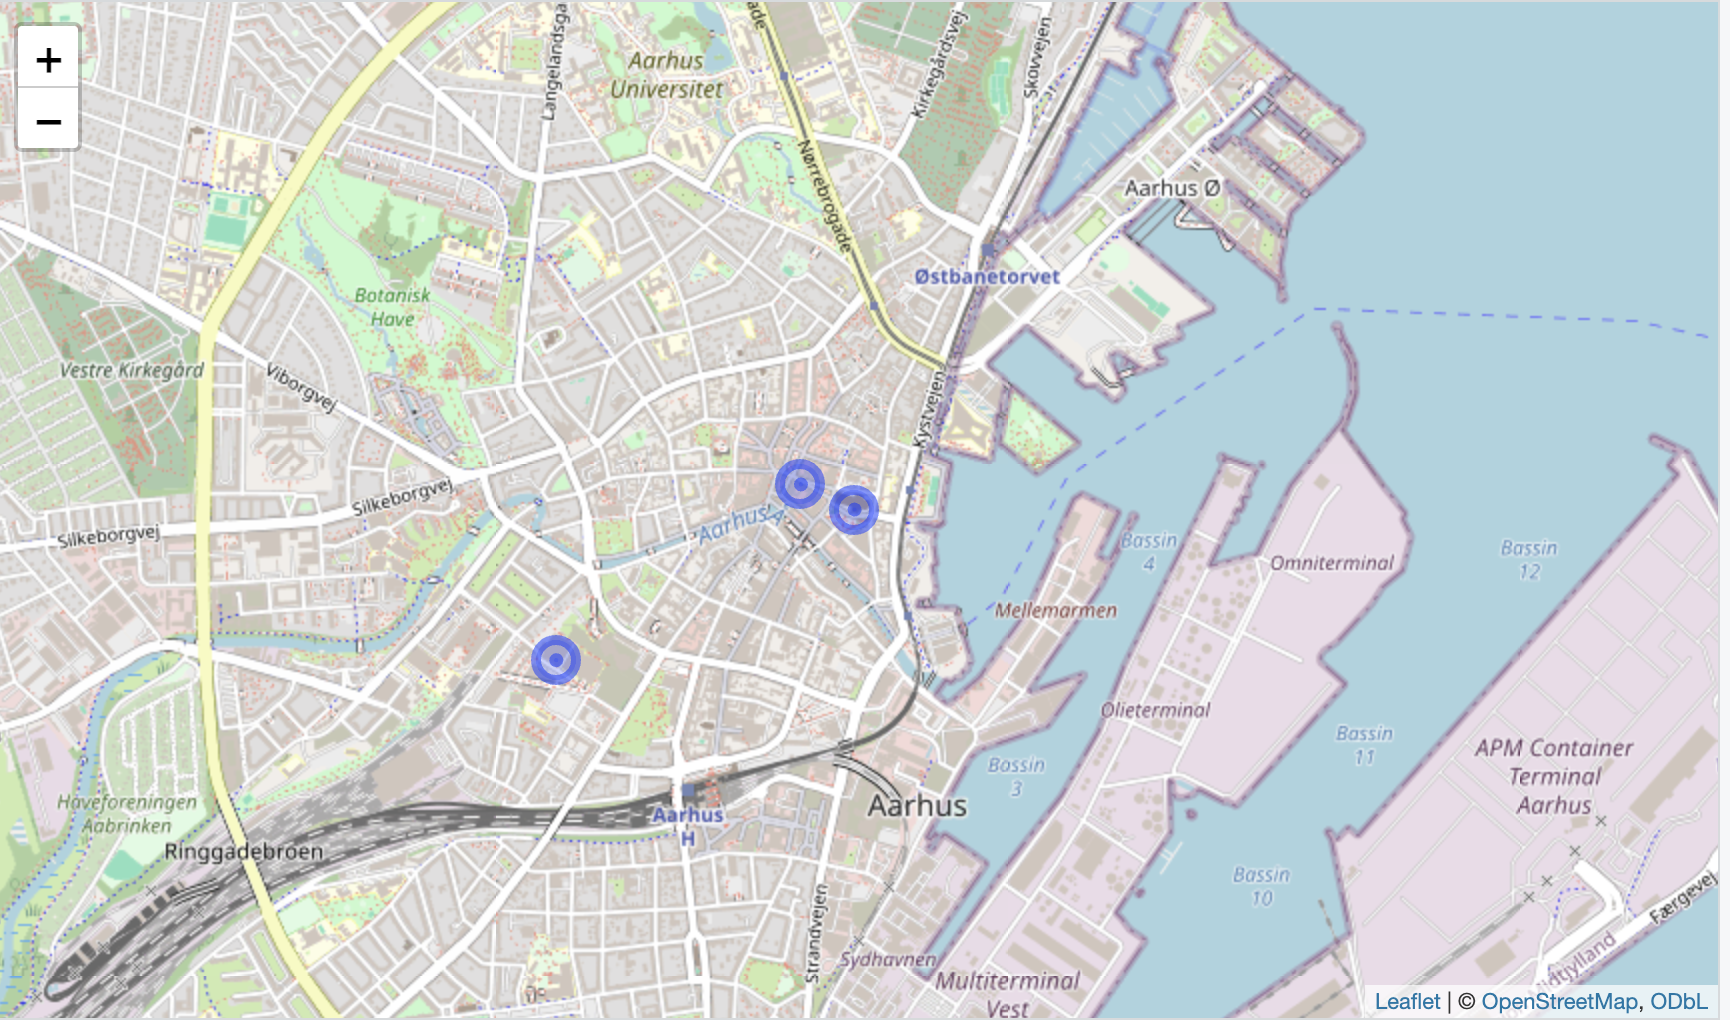 +
−
Langelandsga
ade
Aarhus
Universitet
Kirkegårdsvej
Skovvejen
Nørrebrogade
Aarhus Ø
Østbanetorvet
Botanisk
Have
Vestre Kirkegård
Viborgvej
Kystvejen
Silkeborgvej
Silkeborgvej
Aarhus Å
Bassin
4
Omniterminal
Bassin
12
Mellemarmen
Olieterminal
Bassin
11
APM Container
Terminal
Aarhus
Bassin
3
Haveforeningen
Aabrinken
Aarhus
Aarhus
H
Ringgadebroen
Bassin
10
Færgevej
Strandvejen
Sydhavnen
Multiterminal
Vest
dtjylland
Leaflet | © OpenStreetMap, ODbL